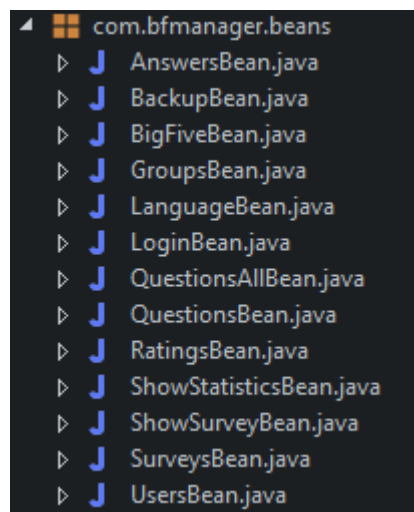 com.bfmanager.beans
AnswersBean.java
BackupBean.java
BigFiveBean.java
GroupsBean.java
LanguageBean.java
LoginBean.java
QuestionsAllBean.java
QuestionsBean.java
RatingsBean.java
ShowStatisticsBean.java
ShowSurveyBean.java
SurveysBean.java
UsersBean.java